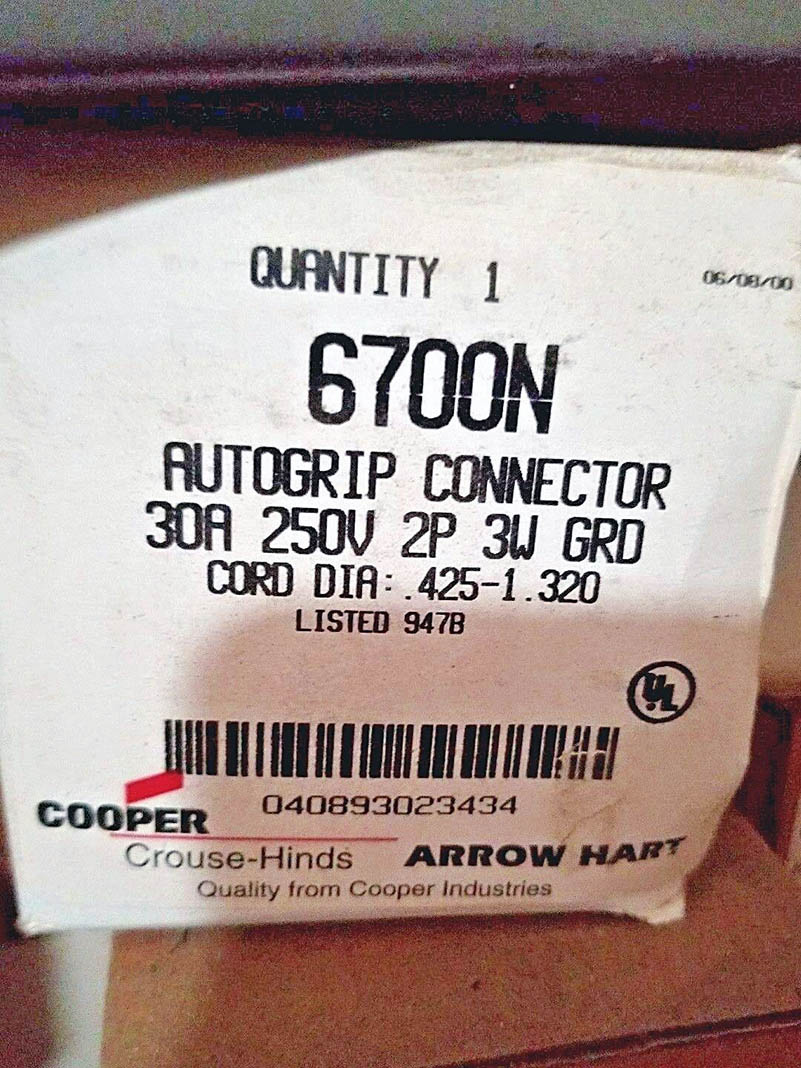 QUANTITY 1
06/08/00
6700N
AUTOGRIP CONNECTOR
30A 250V 2P 3W GRD
CORD DIA: .425-1.320
LISTED 947B
UL
040893023434
COOPER
Crouse-Hinds ARROW HART
Quality from Cooper Industries